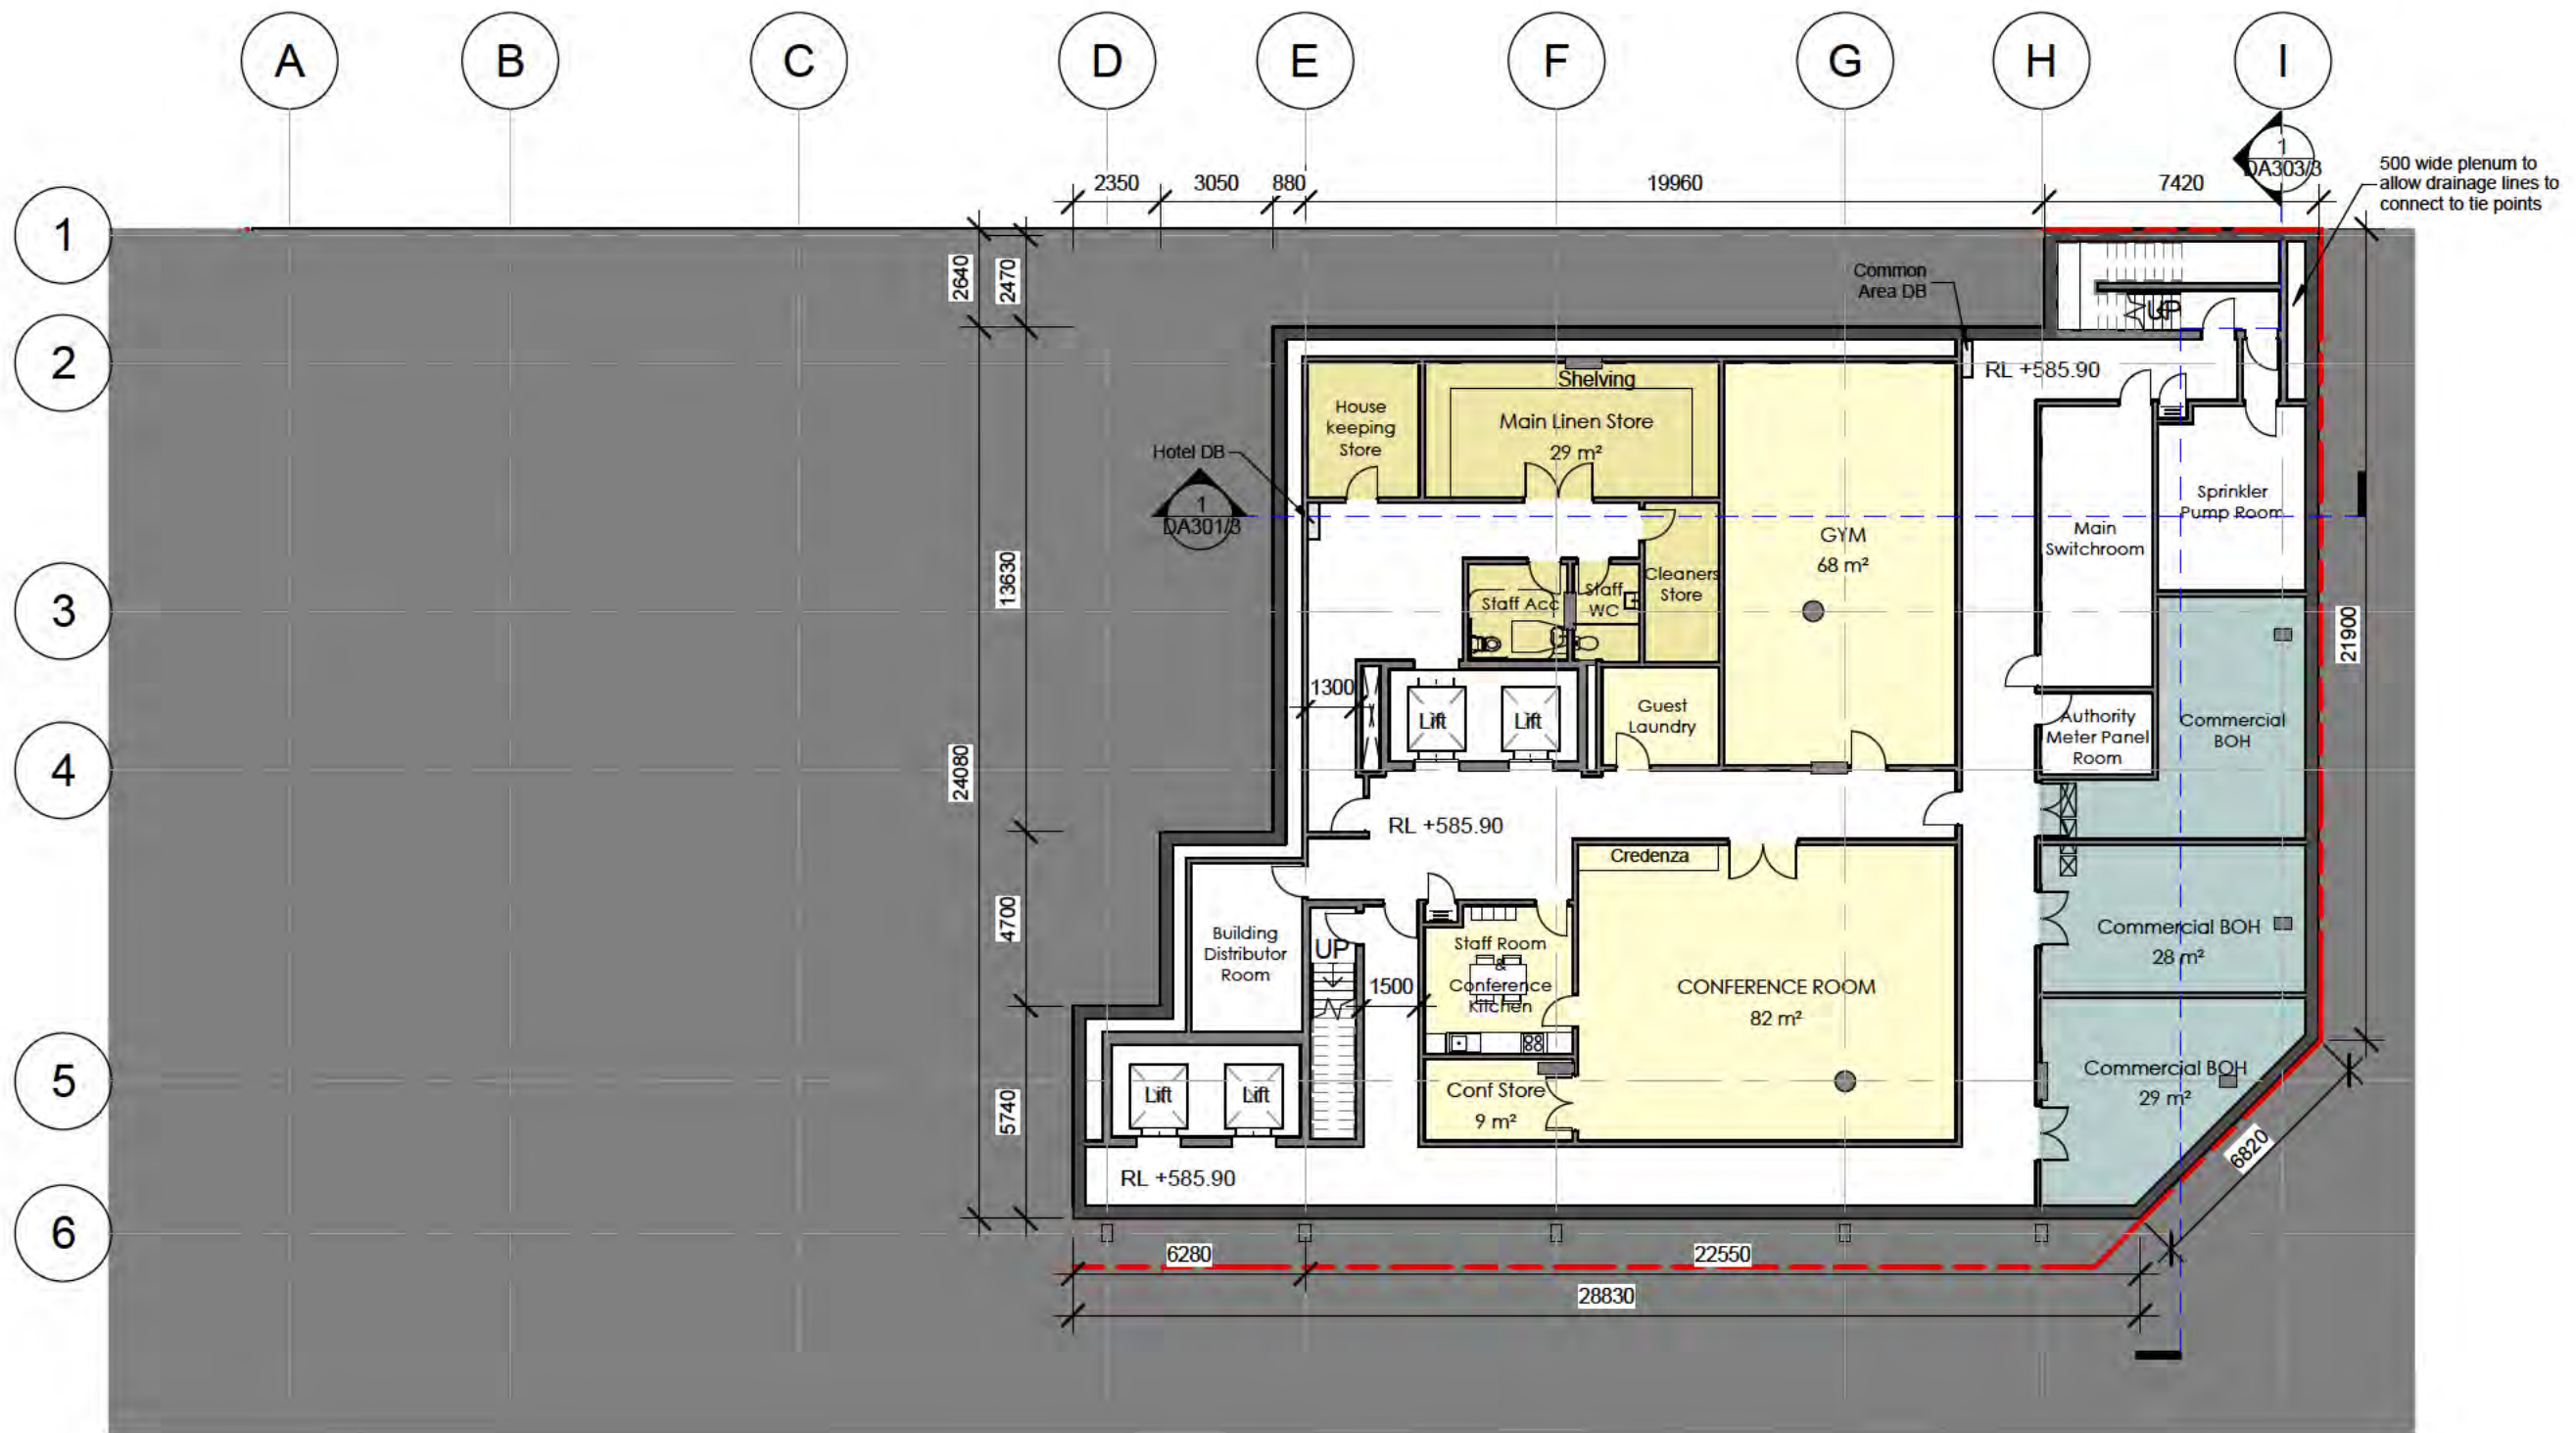 A
B
C
D
E
F
G
H
I
1
DA303/3
500 wide plenum to
allow drainage lines to
connect to tie points
2350
3050
880
19960
7420
1
2640
2470
Common
Area DB
UP
2
RL +585.90
Shelving
House
keeping
Store
Main Linen Store
29 m²
Hotel DB
1
DA301/3
Sprinkler
Pump Room
Main
Switchroom
GYM
68 m²
13630
3
Staff Acc
Staff
WC
Cleaners
Store
21900
1300
Lift
Lift
Guest
Laundry
Authority
Meter Panel
Room
Commercial
BOH
4
24080
RL +585.90
Credenza
4700
Building
Distributor
Room
UP
1500
Staff Room
&
Conference
Kitchen
CONFERENCE ROOM
82 m²
Commercial BOH
28 m²
5
5740
Lift
Lift
Conf Store
9 m²
Commercial BOH
29 m²
6820
RL +585.90
6
6280
22550
28830